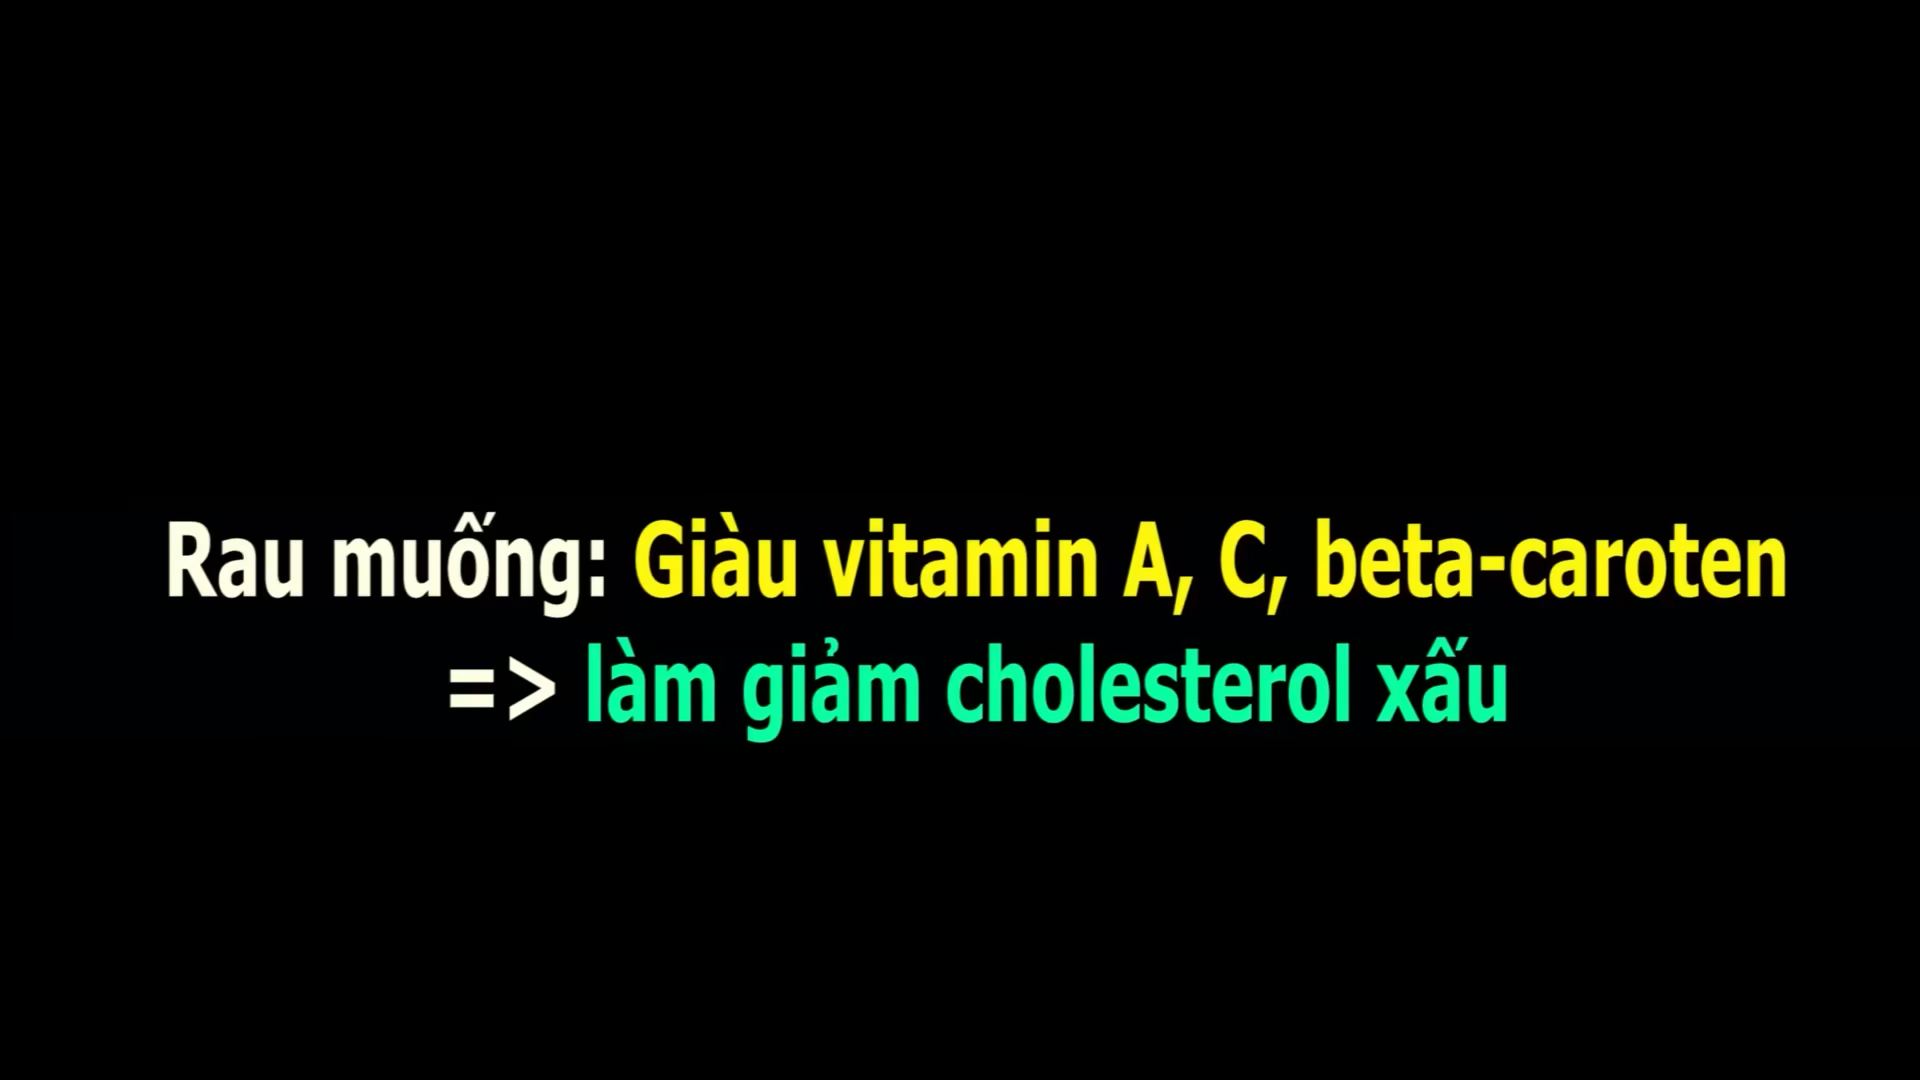 Rau muống: Giàu vitamin A, C, beta-caroten
=> làm giảm cholesterol xấu